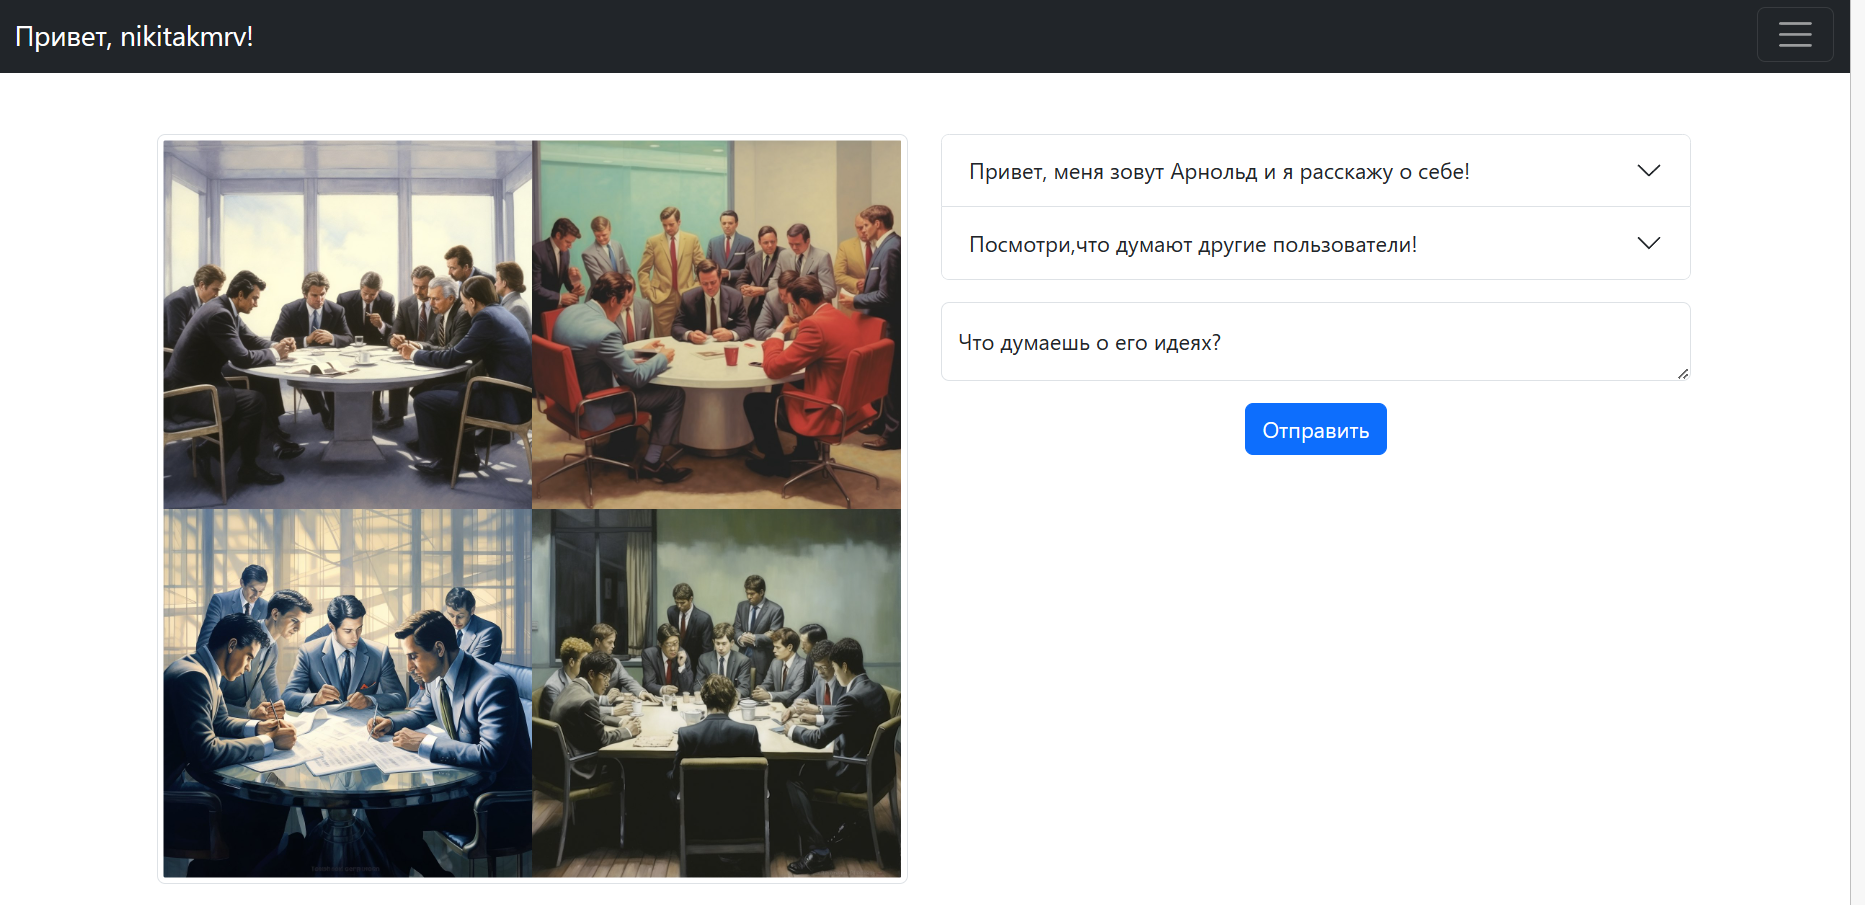 Привет, nikitakmrv!
Привет, меня зовут Арнольд и я расскажу о себе!
Посмотри,что думают другие пользователи!
Что думаешь о его идеях?
Отправить